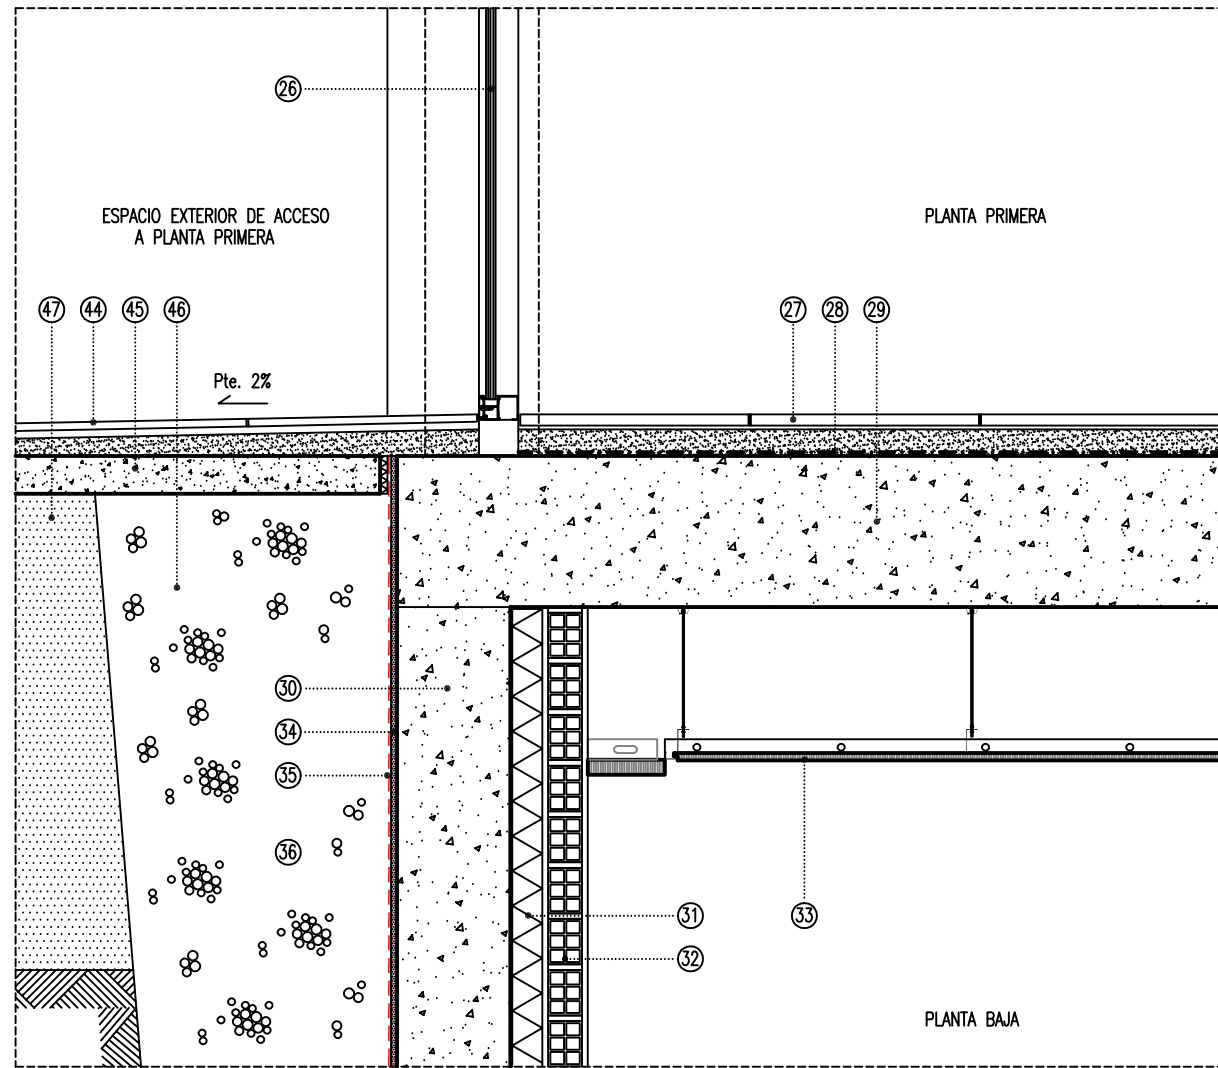 26
ESPACIO EXTERIOR DE ACCESO
A PLANTA PRIMERA
PLANTA PRIMERA
47 44 45 46
27 28 29
Pte. 2%
30
34
35
36
31
33
32
PLANTA BAJA